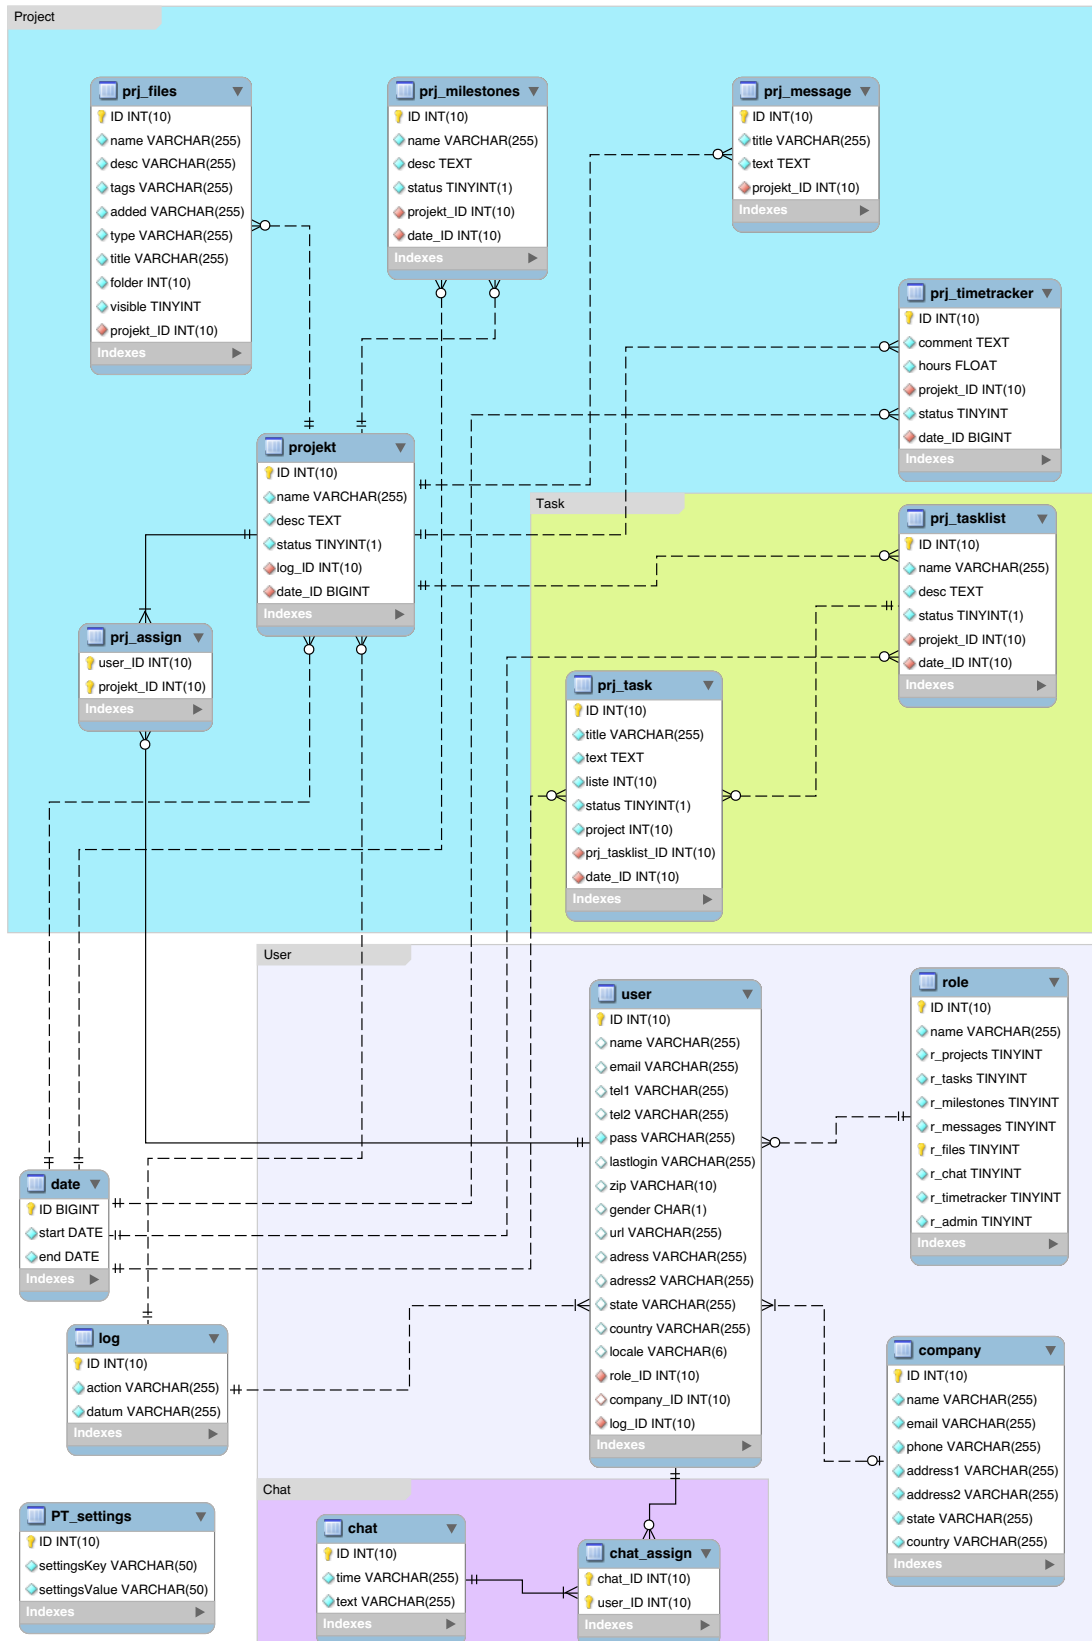 Project
prj_files
ID INT(10)
name VARCHAR(255)
desc VARCHAR(255)
tags VARCHAR(255)
added VARCHAR(255)
type VARCHAR(255)
title VARCHAR(255)
folder INT(10)
visible TINYINT
projekt_ID INT(10)
Indexes
prj_milestones
ID INT(10)
name VARCHAR(255)
desc TEXT
status TINYINT(1)
projekt_ID INT(10)
date_ID INT(10)
Indexes
prj_message
ID INT(10)
title VARCHAR(255)
text TEXT
projekt_ID INT(10)
Indexes
prj_timetracker
ID INT(10)
comment TEXT
hours FLOAT
projekt_ID INT(10)
status TINYINT
date_ID BIGINT
Indexes
projekt
ID INT(10)
name VARCHAR(255)
desc TEXT
status TINYINT(1)
log_ID INT(10)
date_ID BIGINT
Indexes
Task
prj_tasklist
ID INT(10)
name VARCHAR(255)
desc TEXT
status TINYINT(1)
projekt_ID INT(10)
date_ID INT(10)
Indexes
prj_assign
user_ID INT(10)
projekt_ID INT(10)
Indexes
prj_task
ID INT(10)
title VARCHAR(255)
text TEXT
liste INT(10)
status TINYINT(1)
project INT(10)
prj_tasklist_ID INT(10)
date_ID INT(10)
Indexes
User
user
ID INT(10)
name VARCHAR(255)
email VARCHAR(255)
tel1 VARCHAR(255)
tel2 VARCHAR(255)
pass VARCHAR(255)
lastlogin VARCHAR(255)
zip VARCHAR(10)
gender CHAR(1)
url VARCHAR(255)
adress VARCHAR(255)
adress2 VARCHAR(255)
state VARCHAR(255)
country VARCHAR(255)
locale VARCHAR(6)
role_ID INT(10)
company_ID INT(10)
log_ID INT(10)
Indexes
role
ID INT(10)
name VARCHAR(255)
r_projects TINYINT
r_tasks TINYINT
r_milestones TINYINT
r_messages TINYINT
r_files TINYINT
r_chat TINYINT
r_timetracker TINYINT
r_admin TINYINT
Indexes
date
ID BIGINT
start DATE
end DATE
Indexes
log
ID INT(10)
action VARCHAR(255)
datum VARCHAR(255)
Indexes
company
ID INT(10)
name VARCHAR(255)
email VARCHAR(255)
phone VARCHAR(255)
address1 VARCHAR(255)
address2 VARCHAR(255)
state VARCHAR(255)
country VARCHAR(255)
Indexes
PT_settings
ID INT(10)
settingsKey VARCHAR(50)
settingsValue VARCHAR(50)
Indexes
Chat
chat
ID INT(10)
time VARCHAR(255)
text VARCHAR(255)
Indexes
chat_assign
chat_ID INT(10)
user_ID INT(10)
Indexes